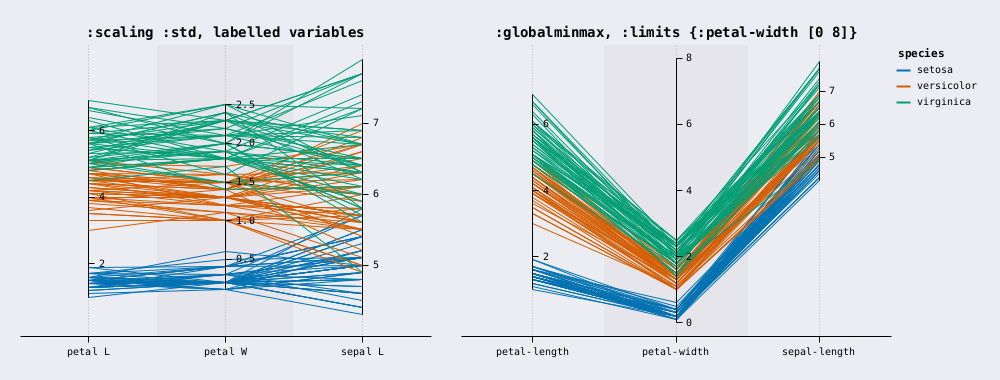 :scaling :std, labelled variables
6
4
2
2.5
2.0
1.5
1.0
0.5
7
6
5
petal L
petal W
sepal L
:globalminmax, :limits {:petal-width [0 8]}
6
4
2
8
6
4
2
0
7
6
5
petal-length
petal-width
sepal-length
species
setosa
versicolor
virginica